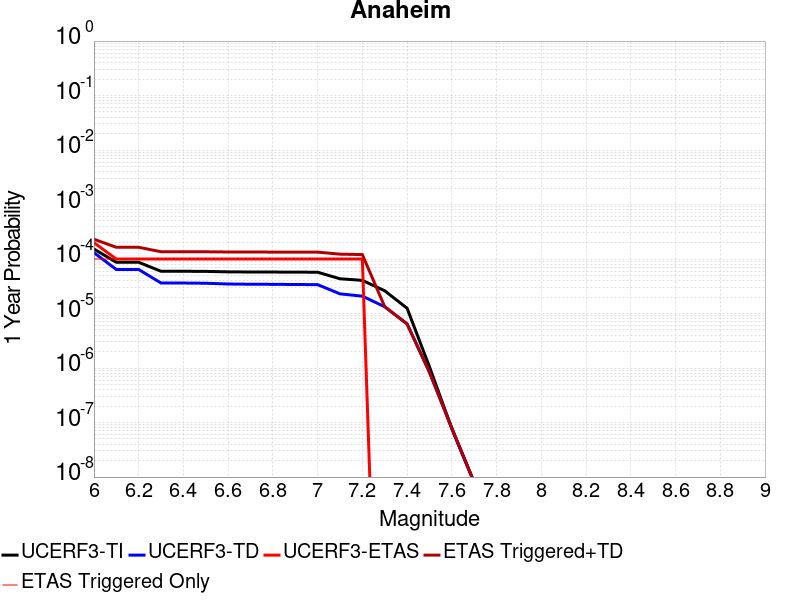 Anaheim
10^0
10^-1
10^-2
10^-3
10^-4
10^-5
10^-6
10^-7
10^-8
1 Year Probability
6 6.2 6.4 6.6 6.8 7 7.2 7.4 7.6 7.8 8 8.2 8.4 8.6 8.8 9
Magnitude
UCERF3-TI UCERF3-TD UCERF3-ETAS ETAS Triggered+TD
ETAS Triggered Only